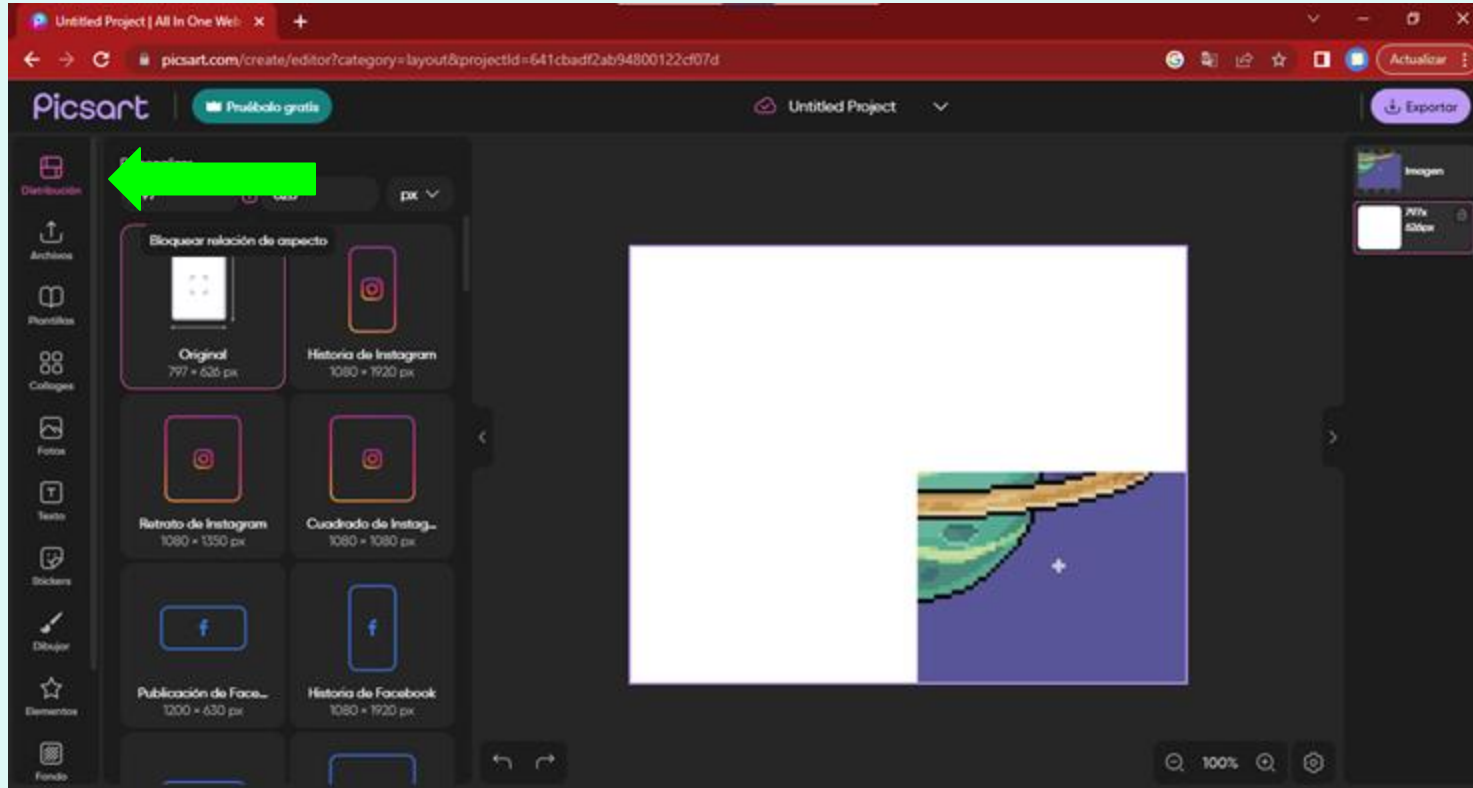 Untitled Project | All In One Web
picsart.com/create/editor?category=layout&projectId=641cbadf2ab94800122cf07d
Actualizar
Picsart
Pruébalo gratis
Untitled Project
Exportar
Distribución
px
Bloquear relación de aspecto
Archivos
Plantillas
Collages
Fotos
Texto
Stickers
Dibujar
Elementos
Fondo
Original
797 × 626 px
Historia de Instagram
1080 × 1920 px
Retrato de Instagram
1080 × 1350 px
Cuadrado de Instag...
1080 × 1080 px
Publicación de Face...
1200 × 630 px
Historia de Facebook
1080 × 1920 px
Imagen
797x
626px
100%